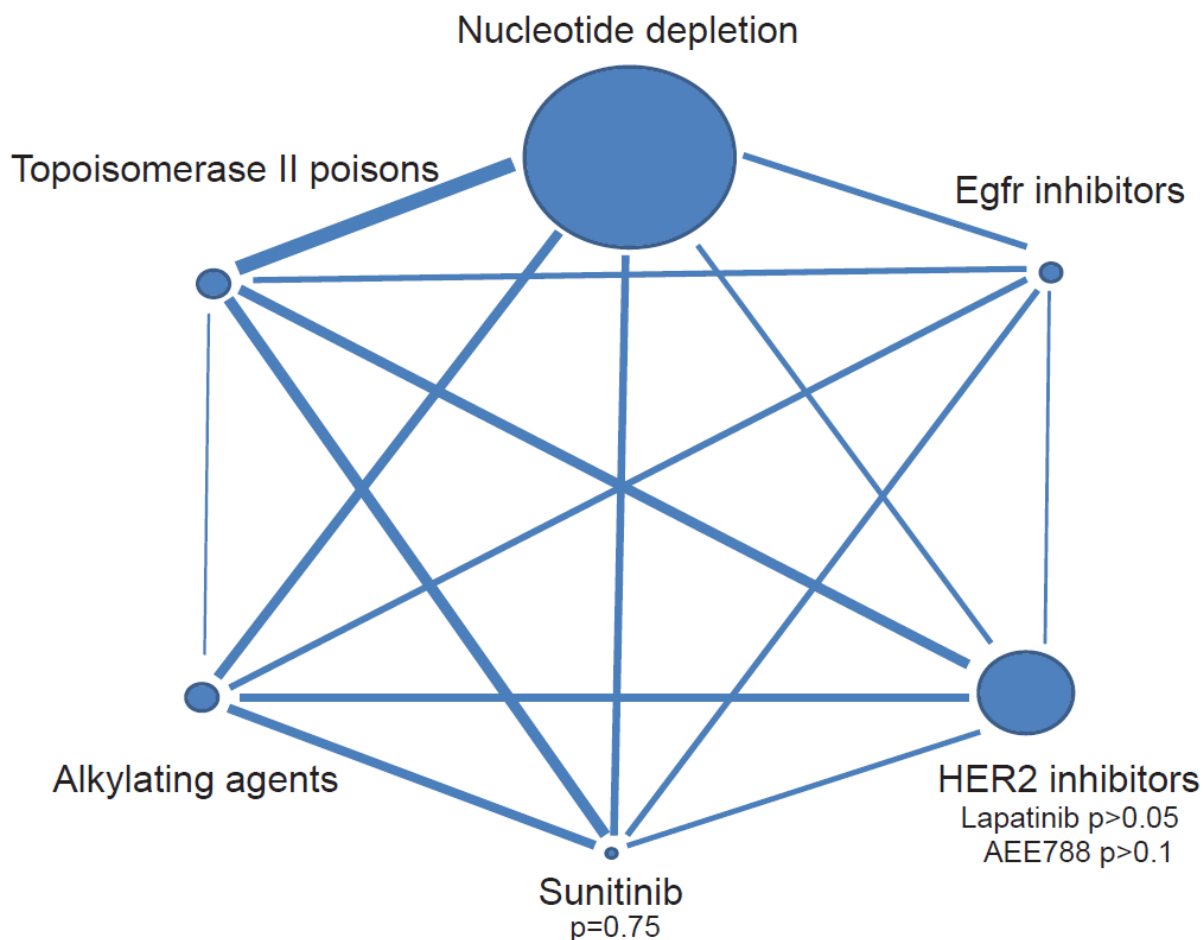 Nucleotide depletion
Topoisomerase II poisons
Egfr inhibitors
Alkylating agents
HER2 inhibitors
Lapatinib p>0.05
AEE788 p>0.1
Sunitinib
p=0.75